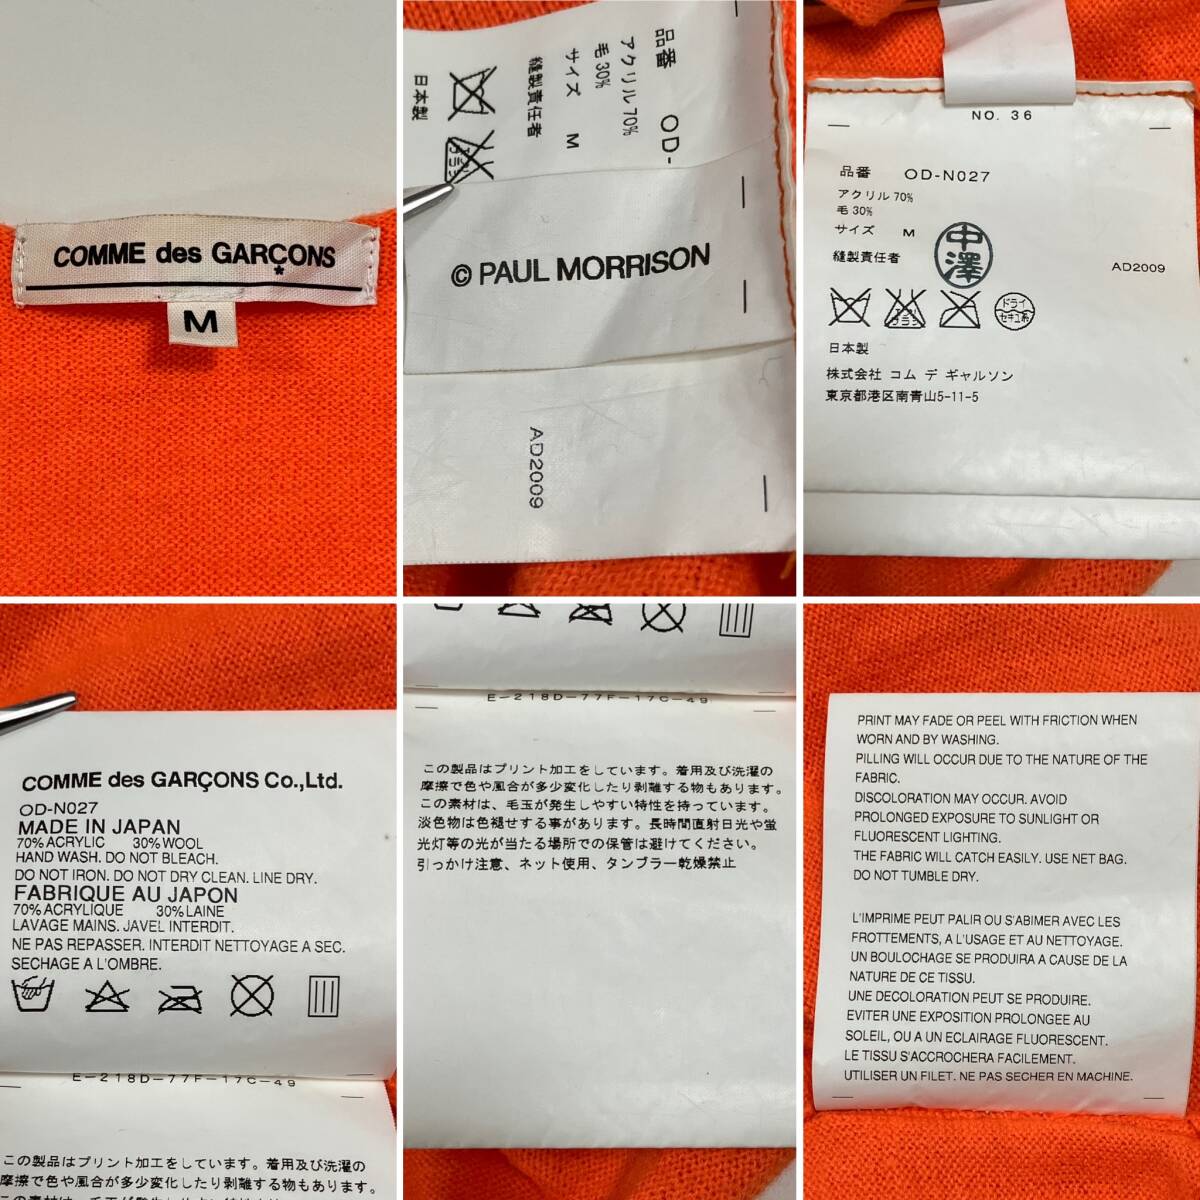 COMME des GARÇONS
M
品番 OD-
アクリル70%
毛30%
サイズ M
縫製責任者
日本製
© PAUL MORRISON
AD2009
NO. 36
品番 OD-N027
アクリル70%
毛30%
サイズ M
縫製責任者
中澤
AD2009
ドライ
セキユ系
日本製
株式会社 コム デ ギャルソン
東京都港区南青山5-11-5
COMME des GARÇONS Co.,Ltd.
OD-N027
MADE IN JAPAN
70% ACRYLIC 30% WOOL
HAND WASH. DO NOT BLEACH.
DO NOT IRON. DO NOT DRY CLEAN. LINE DRY.
FABRIQUE AU JAPON
70% ACRYLIQUE 30% LAINE
LAVAGE MAINS. JAVEL INTERDIT.
NE PAS REPASSER. INTERDIT NETTOYAGE A SEC.
SECHAGE A L'OMBRE.
E-218D-77F-17C-49
この製品はプリント加工をしています。着用及び洗濯の
摩擦で色や風合が多少変化したり剥離する物もあります。
E-218D-77F-17C-49
この製品はプリント加工をしています。着用及び洗濯の
摩擦で色や風合が多少変化したり剥離する物もあります。
この素材は、毛玉が発生しやすい特性を持っています。
淡色物は色褪せする事があります。長時間直射日光や蛍
光灯等の光が当たる場所での保管は避けてください。
引っかけ注意、ネット使用、タンブラー乾燥禁止
PRINT MAY FADE OR PEEL WITH FRICTION WHEN
WORN AND BY WASHING.
PILLING WILL OCCUR DUE TO THE NATURE OF THE
FABRIC.
DISCOLORATION MAY OCCUR. AVOID
PROLONGED EXPOSURE TO SUNLIGHT OR
FLUORESCENT LIGHTING.
THE FABRIC WILL CATCH EASILY. USE NET BAG.
DO NOT TUMBLE DRY.
L'IMPRIME PEUT PALIR OU S'ABIMER AVEC LES
FROTTEMENTS, A L'USAGE ET AU NETTOYAGE.
UN BOULOCHAGE SE PRODUIRA A CAUSE DE LA
NATURE DE CE TISSU.
UNE DECOLORATION PEUT SE PRODUIRE.
EVITER UNE EXPOSITION PROLONGEE AU
SOLEIL, OU A UN ECLAIRAGE FLUORESCENT.
LE TISSU S'ACCROCHERA FACILEMENT.
UTILISER UN FILET. NE PAS SECHER EN MACHINE.